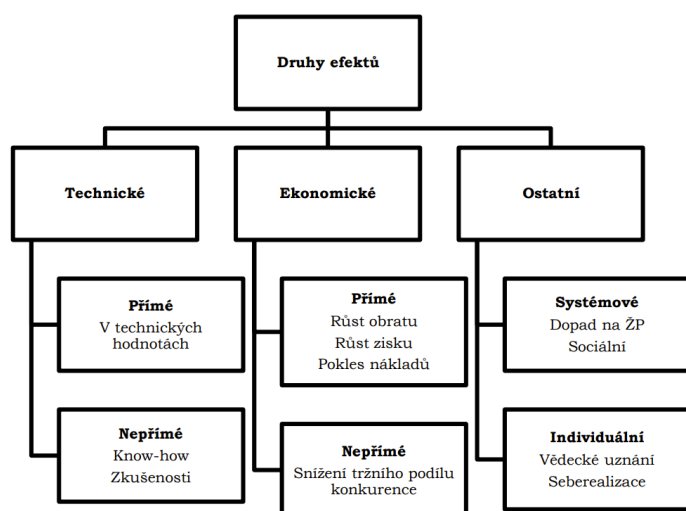 Druhy efektů
Technické
Ekonomické
Ostatní
Přímé
V technických
hodnotách
Nepřímé
Know-how
Zkušenosti
Přímé
Růst obratu
Růst zisku
Pokles nákladů
Nepřímé
Snížení tržního podílu
konkurence
Systémové
Dopad na ŽP
Sociální
Individuální
Vědecké uznání
Seberealizace